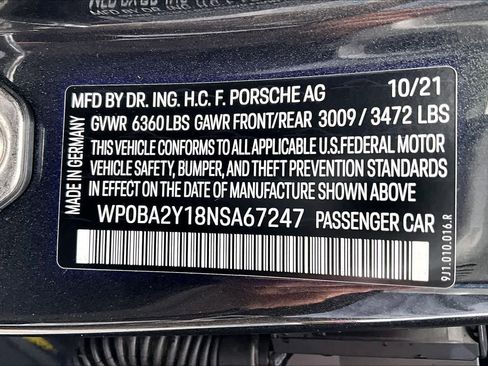 MFD BY DR. ING. H.C. F. PORSCHE AG 10/21
GVWR 6360 LBS GAWR FRONT/REAR 3009 / 3472 LBS
THIS VEHICLE CONFORMS TO ALL APPLICABLE U.S.FEDERAL MOTOR
VEHICLE SAFETY, BUMPER, AND THEFT PREVENTION STANDARDS
IN EFFECT ON THE DATE OF MANUFACTURE SHOWN ABOVE
WP0BA2Y18NSA67247 PASSENGER CAR
MADE IN GERMANY
9J1.010.016.R